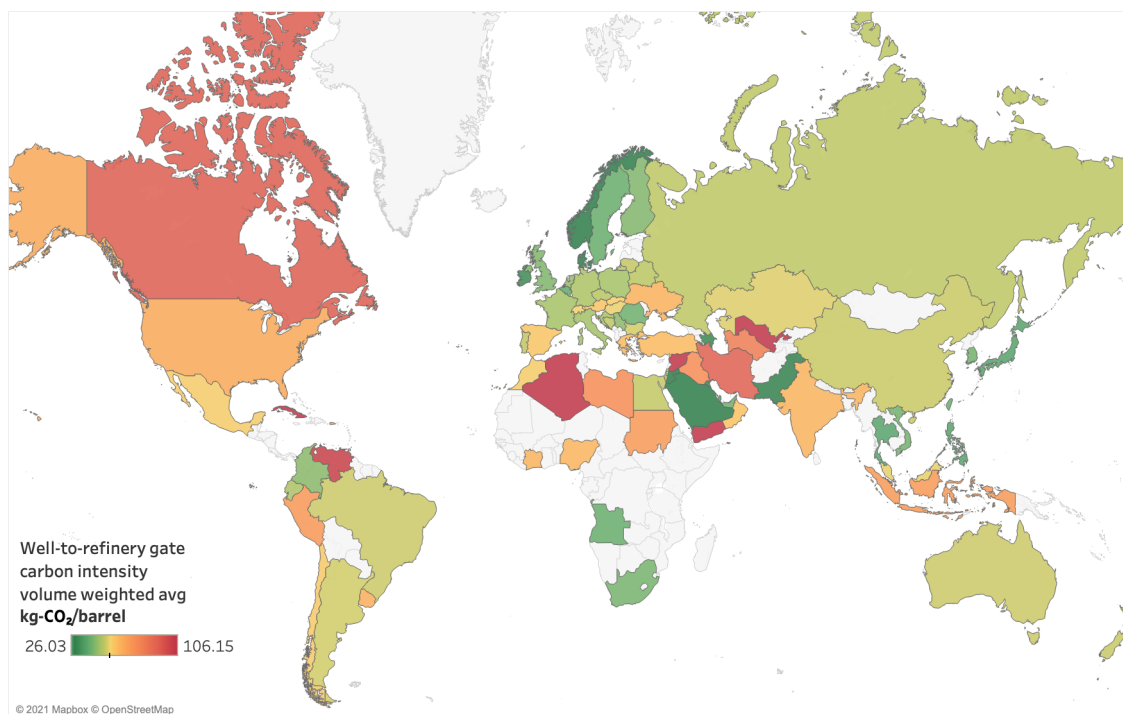 Well-to-refinery gate
carbon intensity
volume weighted avg
kg-CO₂/barrel
26.03 106.15
© 2021 Mapbox © OpenStreetMap